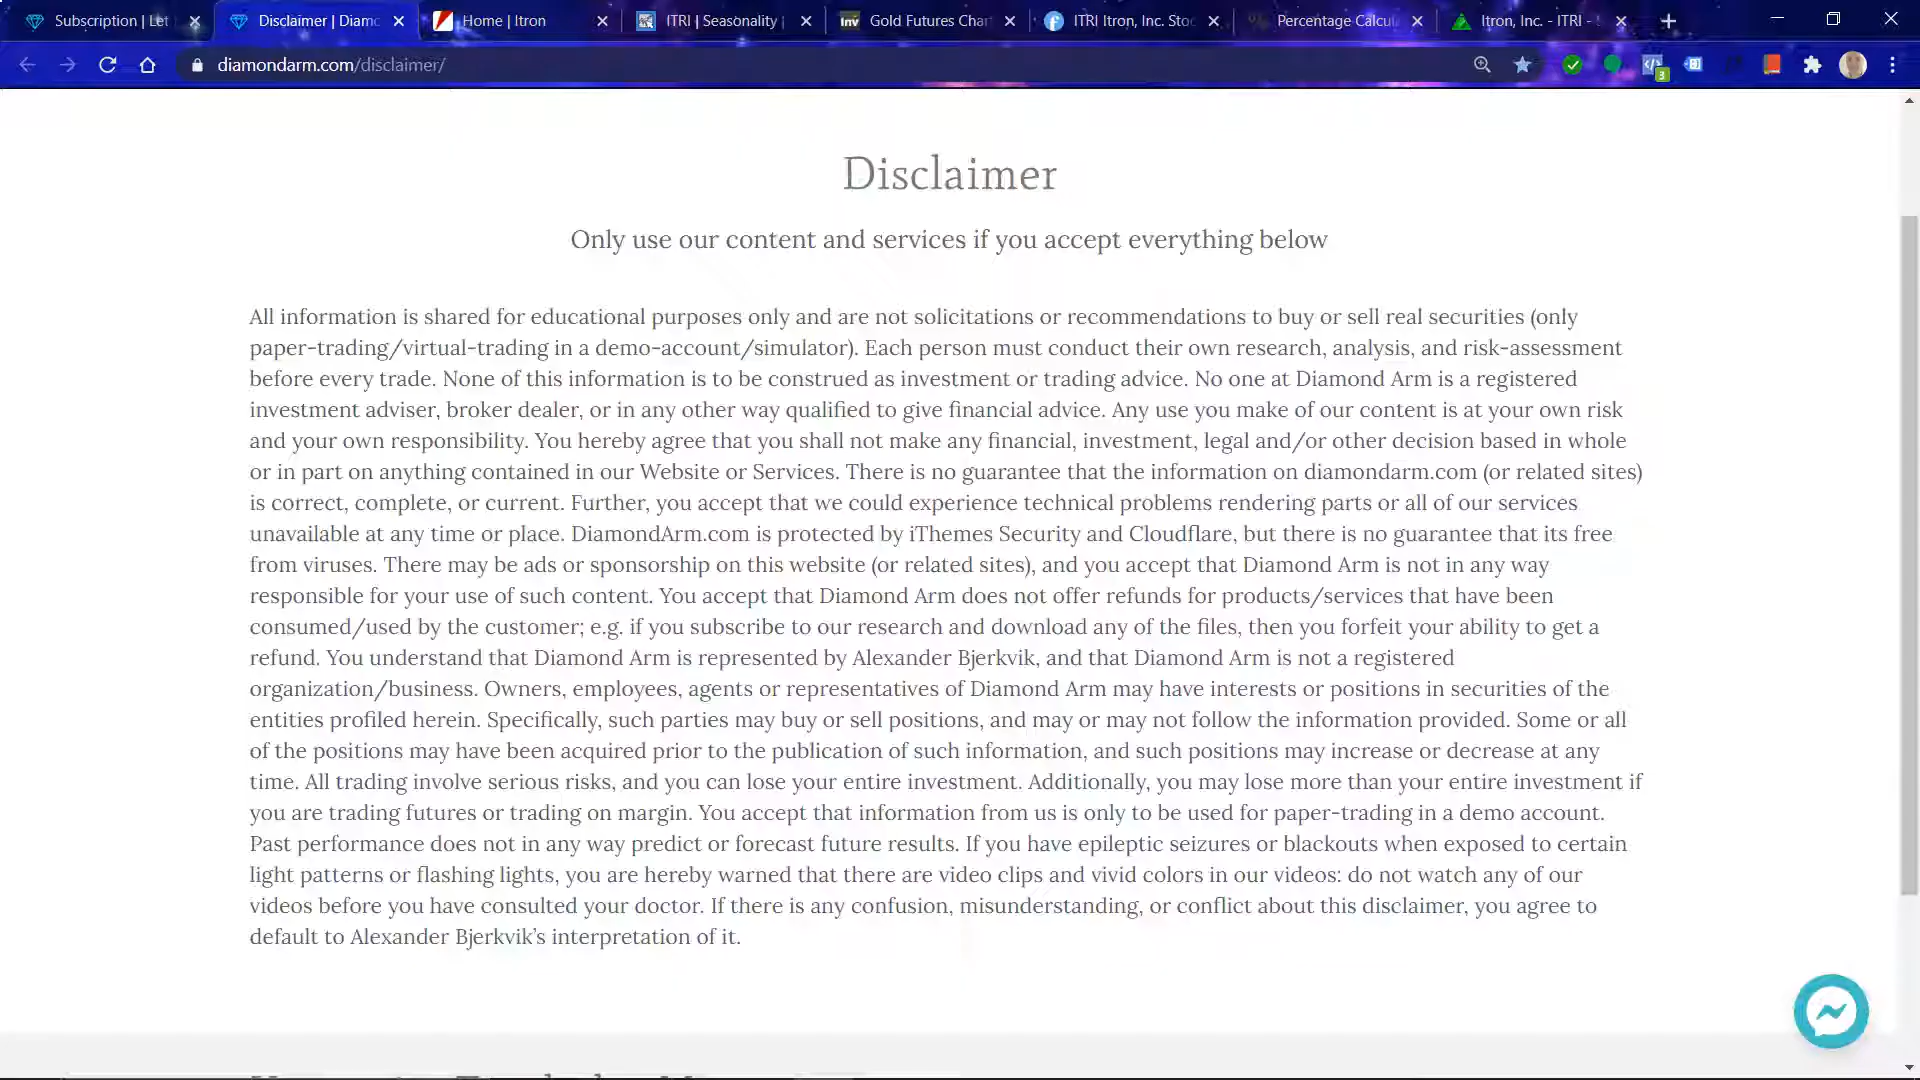 Subscription | Let
Disclaimer | Diamo
Home | Itron
ITRI | Seasonality
Inv
Gold Futures Char
ITRI Itron, Inc. Stoc
Percentage Calcul
Itron, Inc. - ITRI -
diamondarm.com/disclaimer/
3
Disclaimer
Only use our content and services if you accept everything below
All information is shared for educational purposes only and are not solicitations or recommendations to buy or sell real securities (only
paper-trading/virtual-trading in a demo-account/simulator). Each person must conduct their own research, analysis, and risk-assessment
before every trade. None of this information is to be construed as investment or trading advice. No one at Diamond Arm is a registered
investment adviser, broker dealer, or in any other way qualified to give financial advice. Any use you make of our content is at your own risk
and your own responsibility. You hereby agree that you shall not make any financial, investment, legal and/or other decision based in whole
or in part on anything contained in our Website or Services. There is no guarantee that the information on diamondarm.com (or related sites)
is correct, complete, or current. Further, you accept that we could experience technical problems rendering parts or all of our services
unavailable at any time or place. DiamondArm.com is protected by iThemes Security and Cloudflare, but there is no guarantee that its free
from viruses. There may be ads or sponsorship on this website (or related sites), and you accept that Diamond Arm is not in any way
responsible for your use of such content. You accept that Diamond Arm does not offer refunds for products/services that have been
consumed/used by the customer; e.g. if you subscribe to our research and download any of the files, then you forfeit your ability to get a
refund. You understand that Diamond Arm is represented by Alexander Bjerkvik, and that Diamond Arm is not a registered
organization/business. Owners, employees, agents or representatives of Diamond Arm may have interests or positions in securities of the
entities profiled herein. Specifically, such parties may buy or sell positions, and may or may not follow the information provided. Some or all
of the positions may have been acquired prior to the publication of such information, and such positions may increase or decrease at any
time. All trading involve serious risks, and you can lose your entire investment. Additionally, you may lose more than your entire investment if
you are trading futures or trading on margin. You accept that information from us is only to be used for paper-trading in a demo account.
Past performance does not in any way predict or forecast future results. If you have epileptic seizures or blackouts when exposed to certain
light patterns or flashing lights, you are hereby warned that there are video clips and vivid colors in our videos: do not watch any of our
videos before you have consulted your doctor. If there is any confusion, misunderstanding, or conflict about this disclaimer, you agree to
default to Alexander Bjerkvik’s interpretation of it.